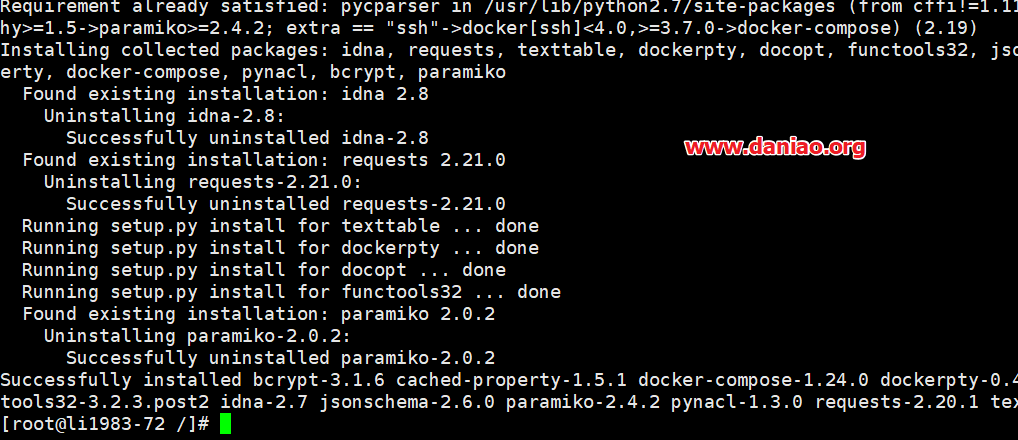 Requirement already satisfied: pycparser in /usr/lib/python2.7/site-packages (from cffi!=1.11
hy>=1.5->paramiko>=2.4.2; extra == "ssh"->docker[ssh]<4.0,>=3.7.0->docker-compose) (2.19)
Installing collected packages: idna, requests, texttable, dockerpty, docopt, functools32, jso
erty, docker-compose, pynacl, bcrypt, paramiko
  Found existing installation: idna 2.8
    Uninstalling idna-2.8:
      Successfully uninstalled idna-2.8
www.daniao.org
  Found existing installation: requests 2.21.0
    Uninstalling requests-2.21.0:
      Successfully uninstalled requests-2.21.0
  Running setup.py install for texttable ... done
  Running setup.py install for dockerpty ... done
  Running setup.py install for docopt ... done
  Running setup.py install for functools32 ... done
  Found existing installation: paramiko 2.0.2
    Uninstalling paramiko-2.0.2:
      Successfully uninstalled paramiko-2.0.2
Successfully installed bcrypt-3.1.6 cached-property-1.5.1 docker-compose-1.24.0 dockerpty-0.4
tools32-3.2.3.post2 idna-2.7 jsonschema-2.6.0 paramiko-2.4.2 pynacl-1.3.0 requests-2.20.1 tex
[root@li1983-72 /]#